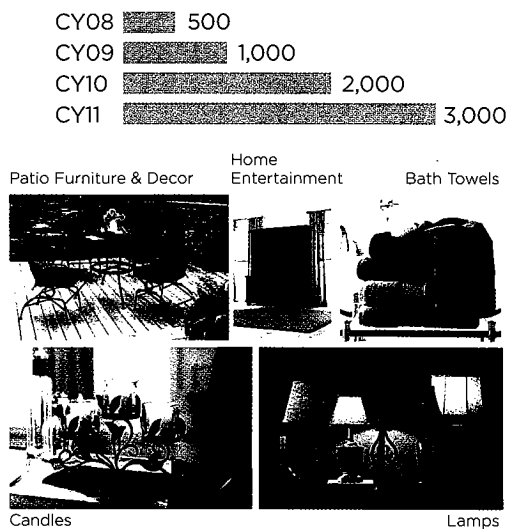 CY08 500
CY09 1,000
CY10 2,000
CY11 3,000
Patio Furniture & Decor
Home
Entertainment
Bath Towels
Candles
Lamps